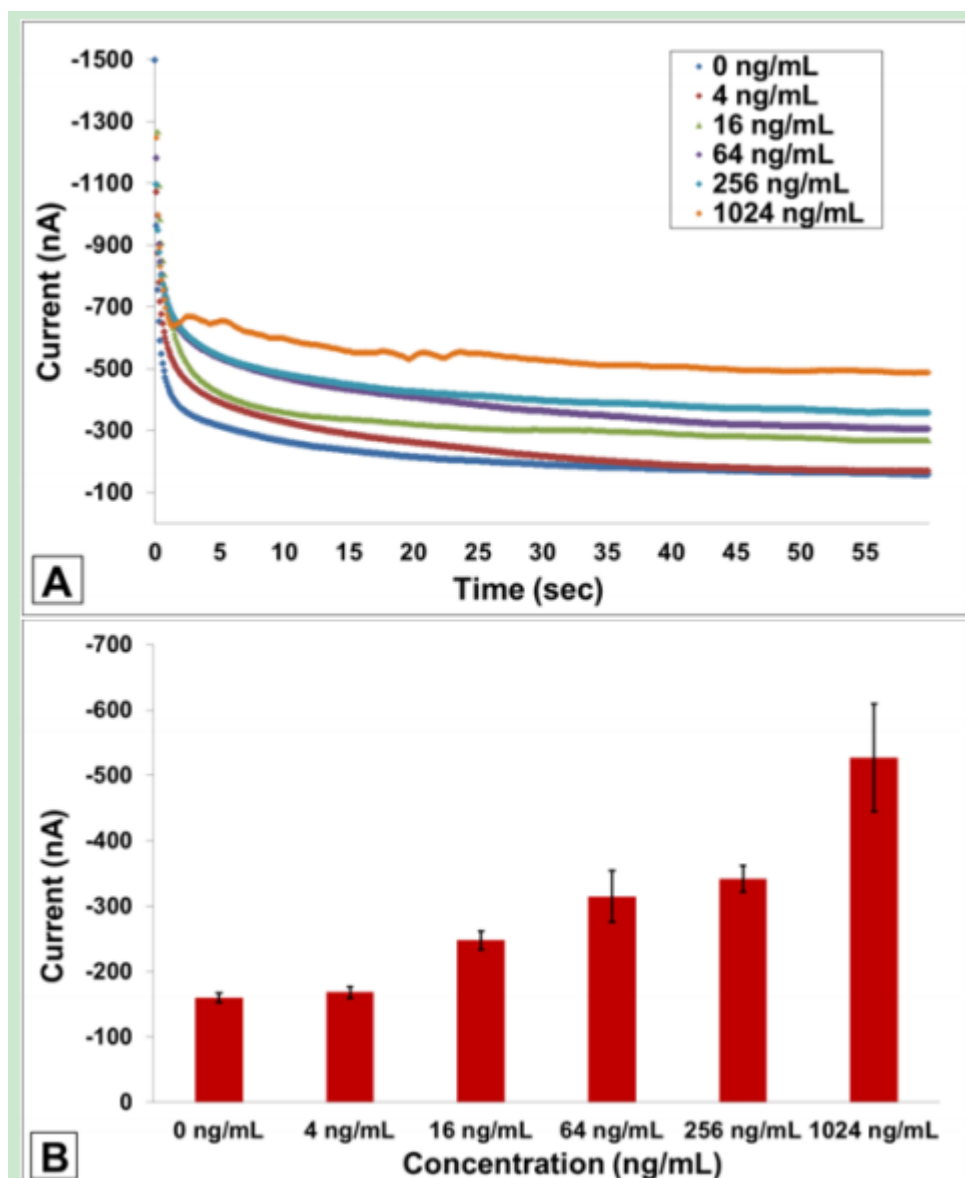 -1500
-1300
-1100
-900
-700
-500
-300
-100
Current (nA)
0 ng/mL
4 ng/mL
16 ng/mL
64 ng/mL
256 ng/mL
1024 ng/mL
0 5 10 15 20 25 30 35 40 45 50 55
Time (sec)
A
-700
-600
-500
-400
-300
-200
-100
0
Current (nA)
0 ng/mL 4 ng/mL 16 ng/mL 64 ng/mL 256 ng/mL 1024 ng/mL
Concentration (ng/mL)
B